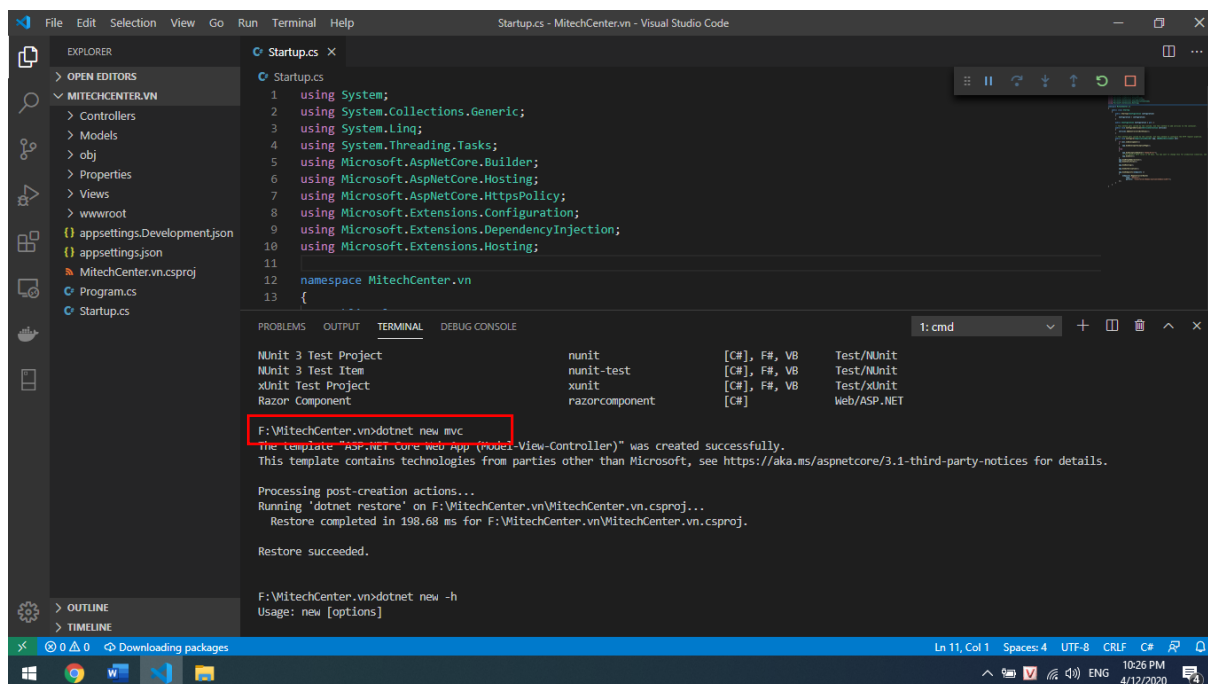 File Edit Selection View Go Run Terminal Help Startup.cs - MitechCenter.vn - Visual Studio Code
EXPLORER
OPEN EDITORS
MITECHCENTER.VN
Controllers
Models
obj
Properties
Views
wwwroot
{} appsettings.Development.json
{} appsettings.json
MitechCenter.vn.csproj
C# Program.cs
C# Startup.cs
OUTLINE
TIMELINE
C# Startup.cs
C# Startup.cs
1 using System;
2 using System.Collections.Generic;
3 using System.Linq;
4 using System.Threading.Tasks;
5 using Microsoft.AspNetCore.Builder;
6 using Microsoft.AspNetCore.Hosting;
7 using Microsoft.AspNetCore.HttpsPolicy;
8 using Microsoft.Extensions.Configuration;
9 using Microsoft.Extensions.DependencyInjection;
10 using Microsoft.Extensions.Hosting;
11
12 namespace MitechCenter.vn
13 {
PROBLEMS OUTPUT TERMINAL DEBUG CONSOLE 1: cmd
NUnit 3 Test Project nunit [C#], F#, VB Test/NUnit
NUnit 3 Test Item nunit-test [C#], F#, VB Test/NUnit
xUnit Test Project xunit [C#], F#, VB Test/xUnit
Razor Component razorcomponent [C#] Web/ASP.NET
F:\MitechCenter.vn>dotnet new mvc
The template "ASP.NET Core Web App (Model-View-Controller)" was created successfully.
This template contains technologies from parties other than Microsoft, see https://aka.ms/aspnetcore/3.1-third-party-notices for details.
Processing post-creation actions...
Running 'dotnet restore' on F:\MitechCenter.vn\MitechCenter.vn.csproj...
Restore completed in 198.68 ms for F:\MitechCenter.vn\MitechCenter.vn.csproj.
Restore succeeded.
F:\MitechCenter.vn>dotnet new -h
Usage: new [options]
0 0 Downloading packages Ln 11, Col 1 Spaces: 4 UTF-8 CRLF C#
ENG 10:26 PM
4/12/2020 4